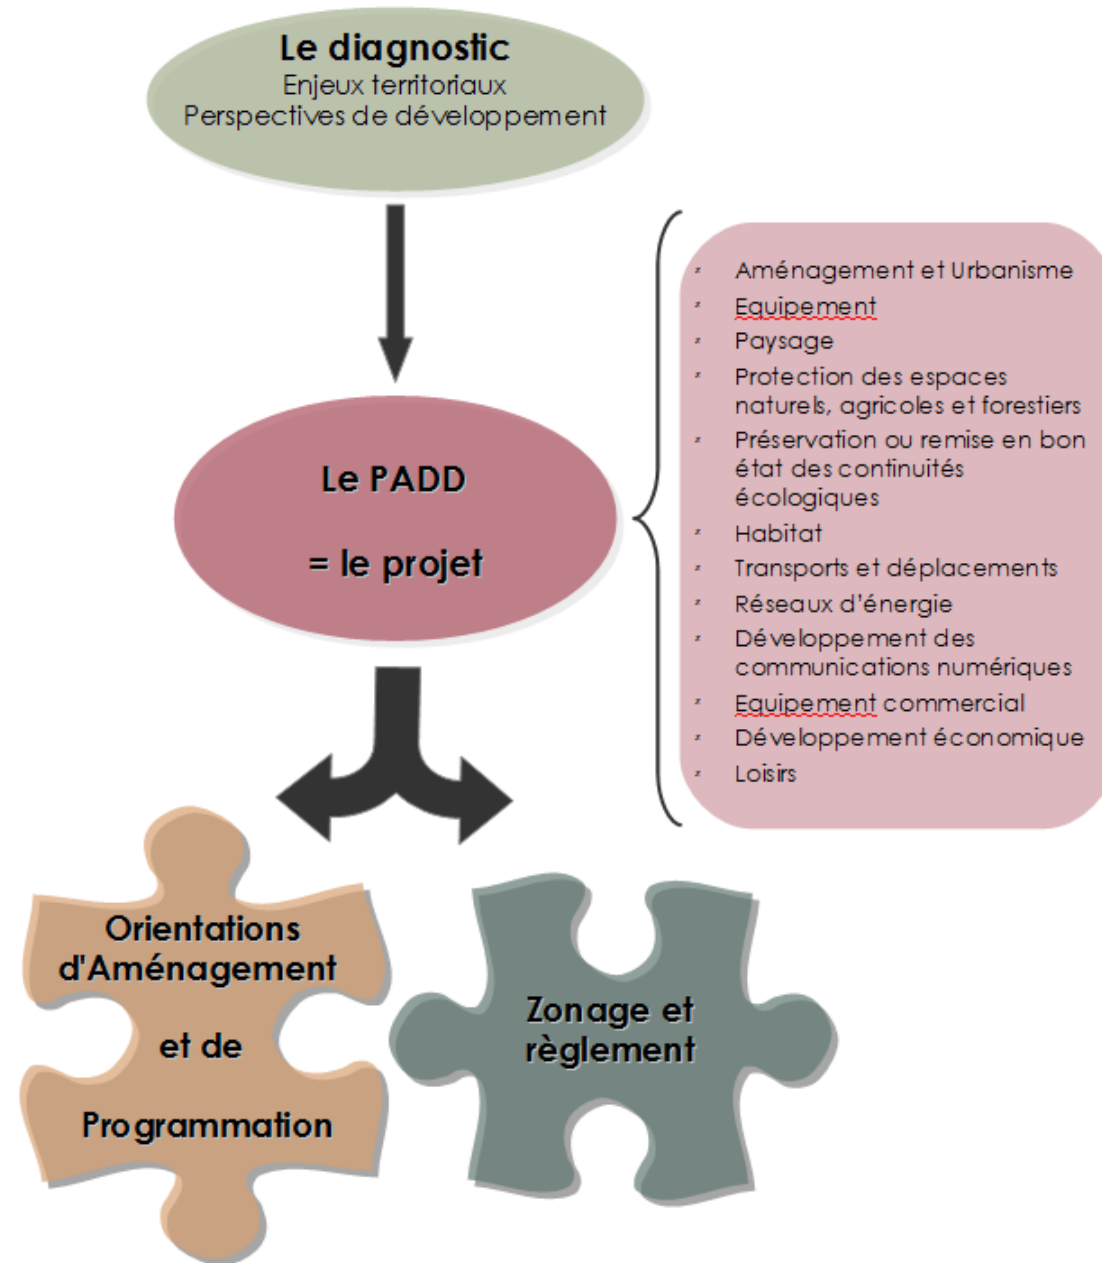 Le diagnostic
Enjeux territoriaux
Perspectives de développement
Le PADD
= le projet
Aménagement et Urbanisme
Equipement
Paysage
Protection des espaces
naturels, agricoles et forestiers
Préservation ou remise en bon
état des continuités
écologiques
Habitat
Transports et déplacements
Réseaux d'énergie
Développement des
communications numériques
Equipement commercial
Développement économique
Loisirs
Orientations
d'Aménagement
et de
Programmation
Zonage et
règlement